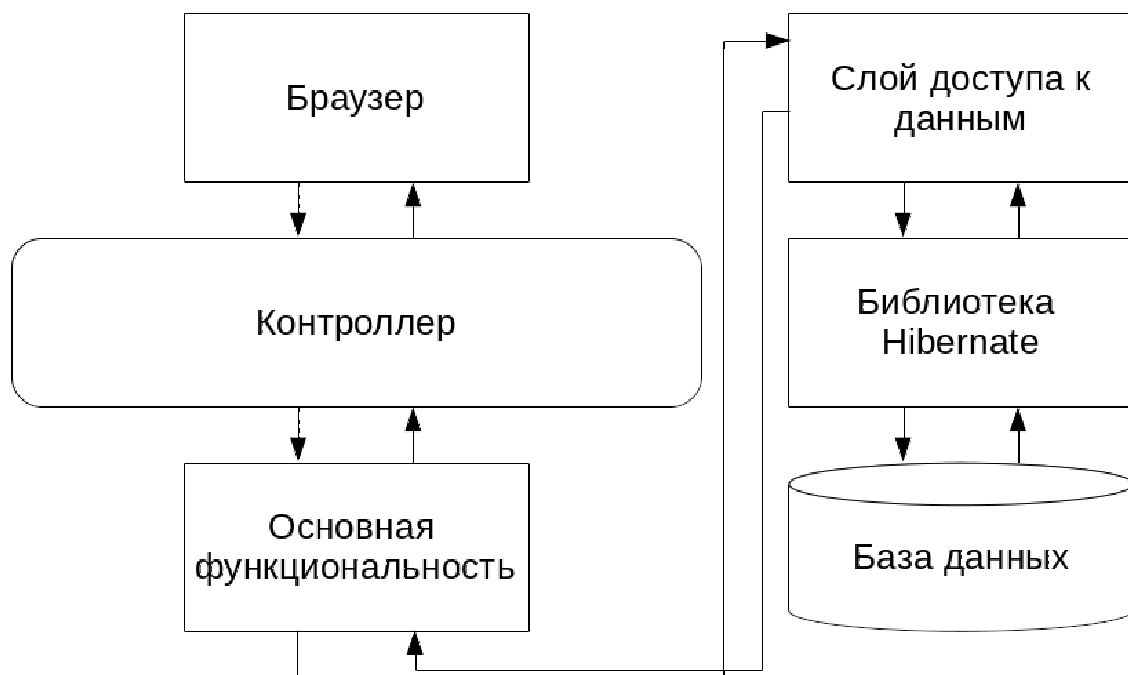 Браузер
Контроллер
Основная
функциональность
Слой доступа к
данным
Библиотека
Hibernate
База данных